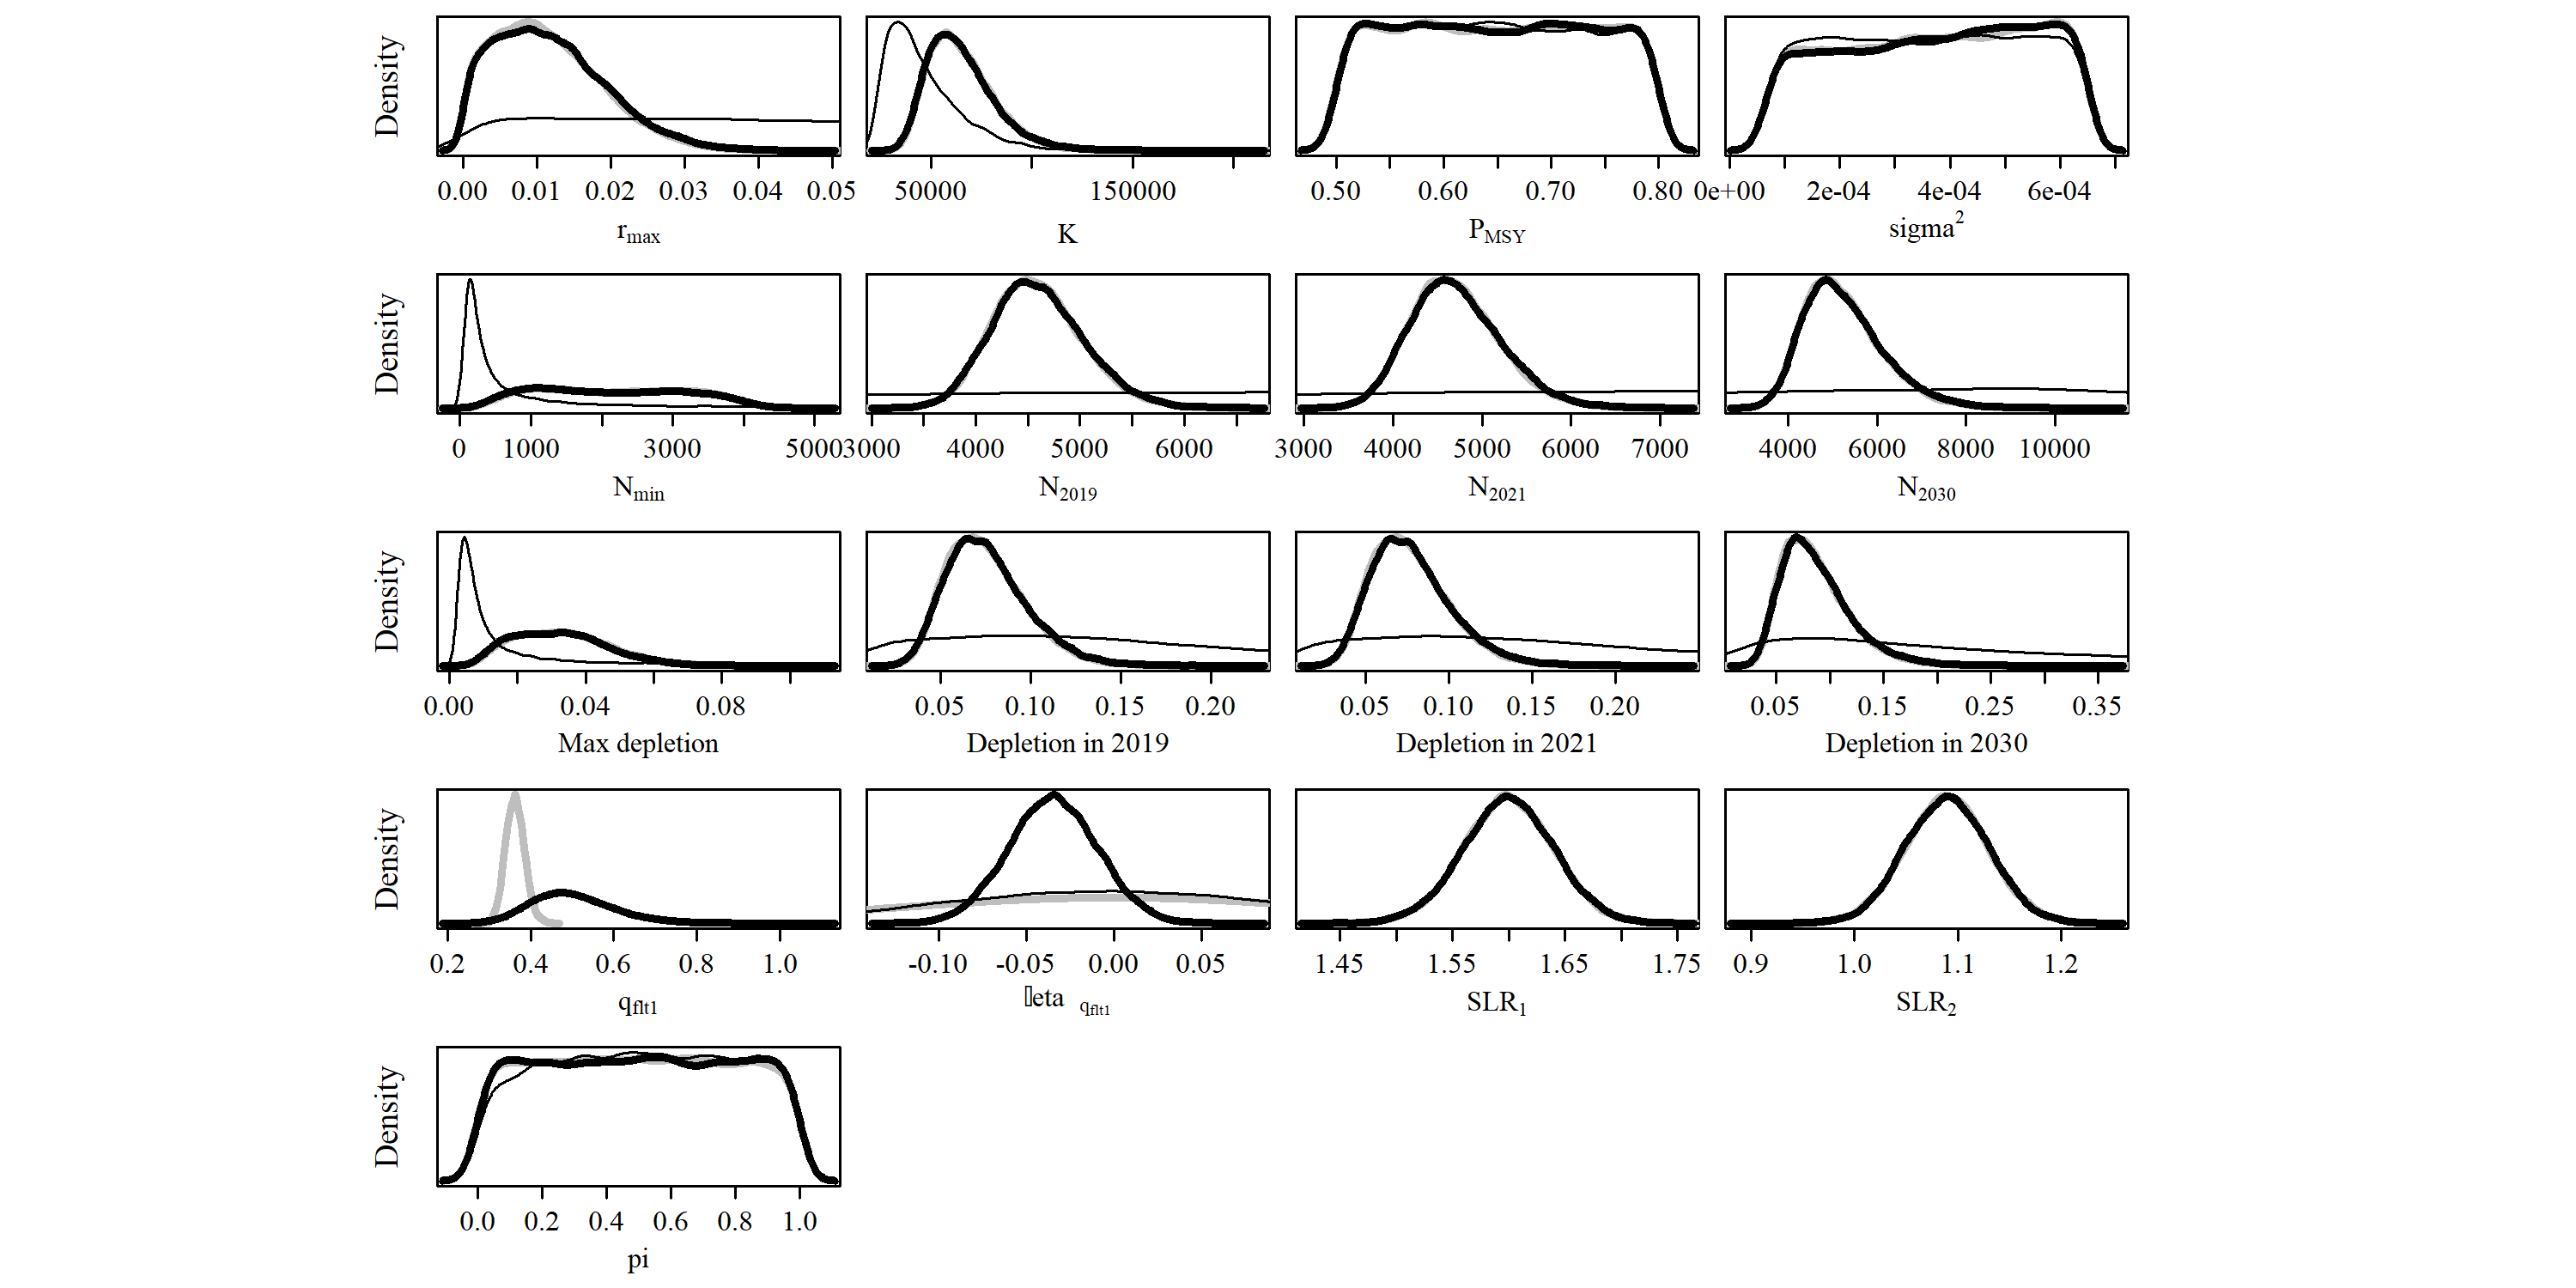 Density
0.00 0.01 0.02 0.03 0.04 0.05
50000 150000
0.50 0.60 0.70 0.80
0e+00 2e-04 4e-04 6e-04
rmax
K
PMSY
sigma2
Density
0 1000 3000 5000
3000 4000 5000 6000
3000 4000 5000 6000 7000
4000 6000 8000 10000
Nmin
N2019
N2021
N2030
Density
0.00 0.04 0.08
0.05 0.10 0.15 0.20
0.05 0.10 0.15 0.20
0.05 0.15 0.25 0.35
Max depletion
Depletion in 2019
Depletion in 2021
Depletion in 2030
Density
0.2 0.4 0.6 0.8 1.0
-0.10 -0.05 0.00 0.05
1.45 1.55 1.65 1.75
0.9 1.0 1.1 1.2
qflt1
eta qflt1
SLR1
SLR2
Density
0.0 0.2 0.4 0.6 0.8 1.0
pi